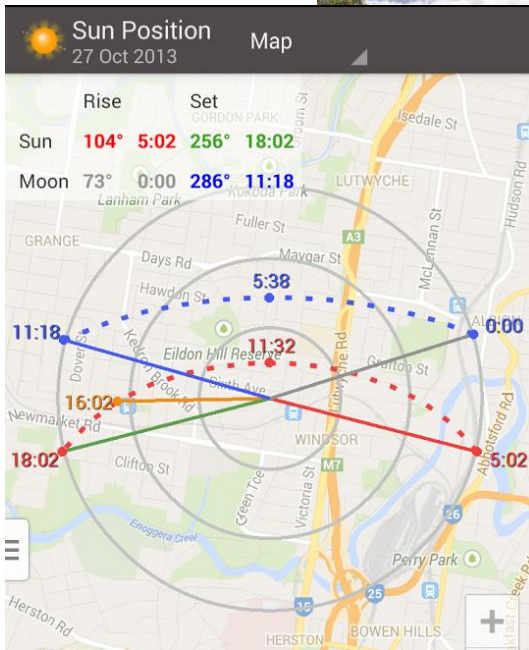 Sun Position
27 Oct 2013
Map
Rise Set
Sun 104° 5:02 256° 18:02
Moon 73° 0:00 286° 11:18
GORDON PARK
Isedale St
Hudson Rd
Lanham Park
Kokoda Park
LUTWYCHE
McLennan St
Fuller St
GRANGE
A3
Days Rd
Maygar St
Hawdon St
5:38
0:00
ALBION
11:18
Dover St
Kedron Brook Rd
Eildon Hill Reserve
11:32
Grafton St
Lutwyche Rd
Sixth Ave
16:02
Newmarket Rd
WINDSOR
Abbotsford Rd
18:02
Clifton St
M7
5:02
Green Tce
Victoria St
Enoggera Creek
26
Perry Park
25
Herston Rd
HERSTON
BOWEN HILLS
+